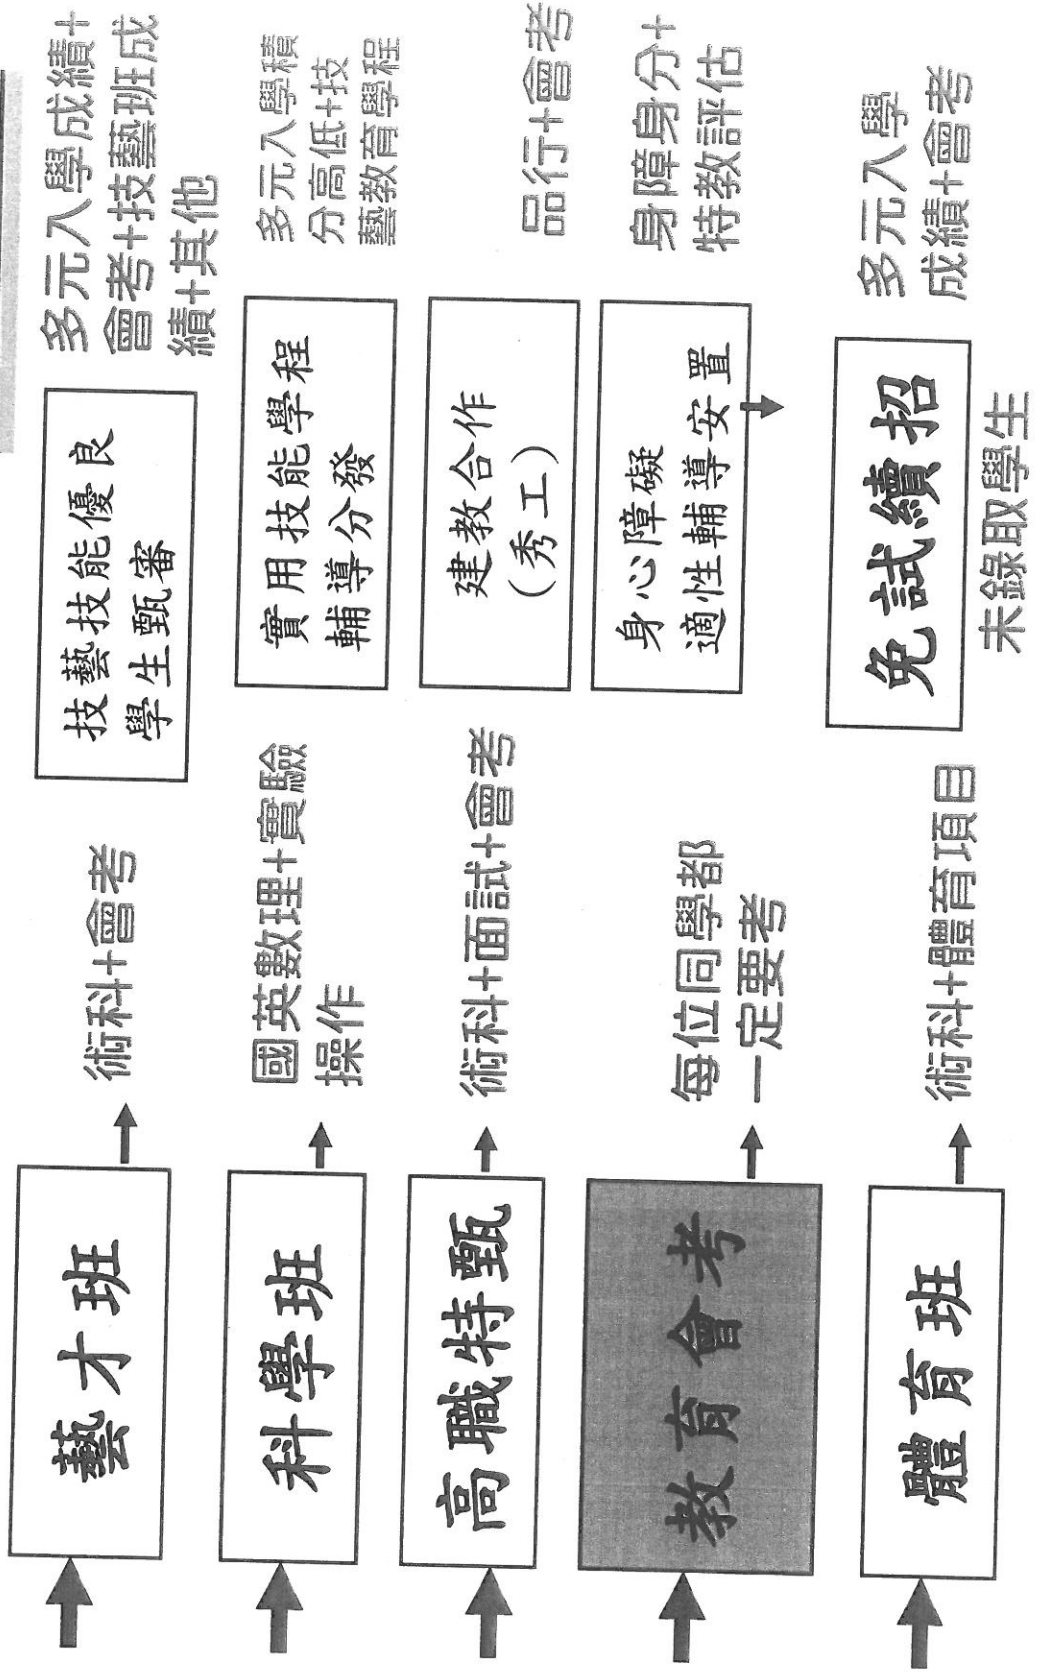 藝才班
術科+會考
技藝技能優良
學生甄審
多元入學成績+
會考+技藝班成
績+其他
科學班
國英數理+實驗
操作
實用技能學程
輔導分發
多元入學積
分高低+技
藝教育學程
高職特甄
術科+面試+會考
建教合作
(秀工)
品行+會考
教育會考
每位同學都
一定要考
身心障礙
適性輔導安置
身障身分+
特教評估
體育班
術科+體育項目
免試續招
未錄取學生
多元入學
成績+會考